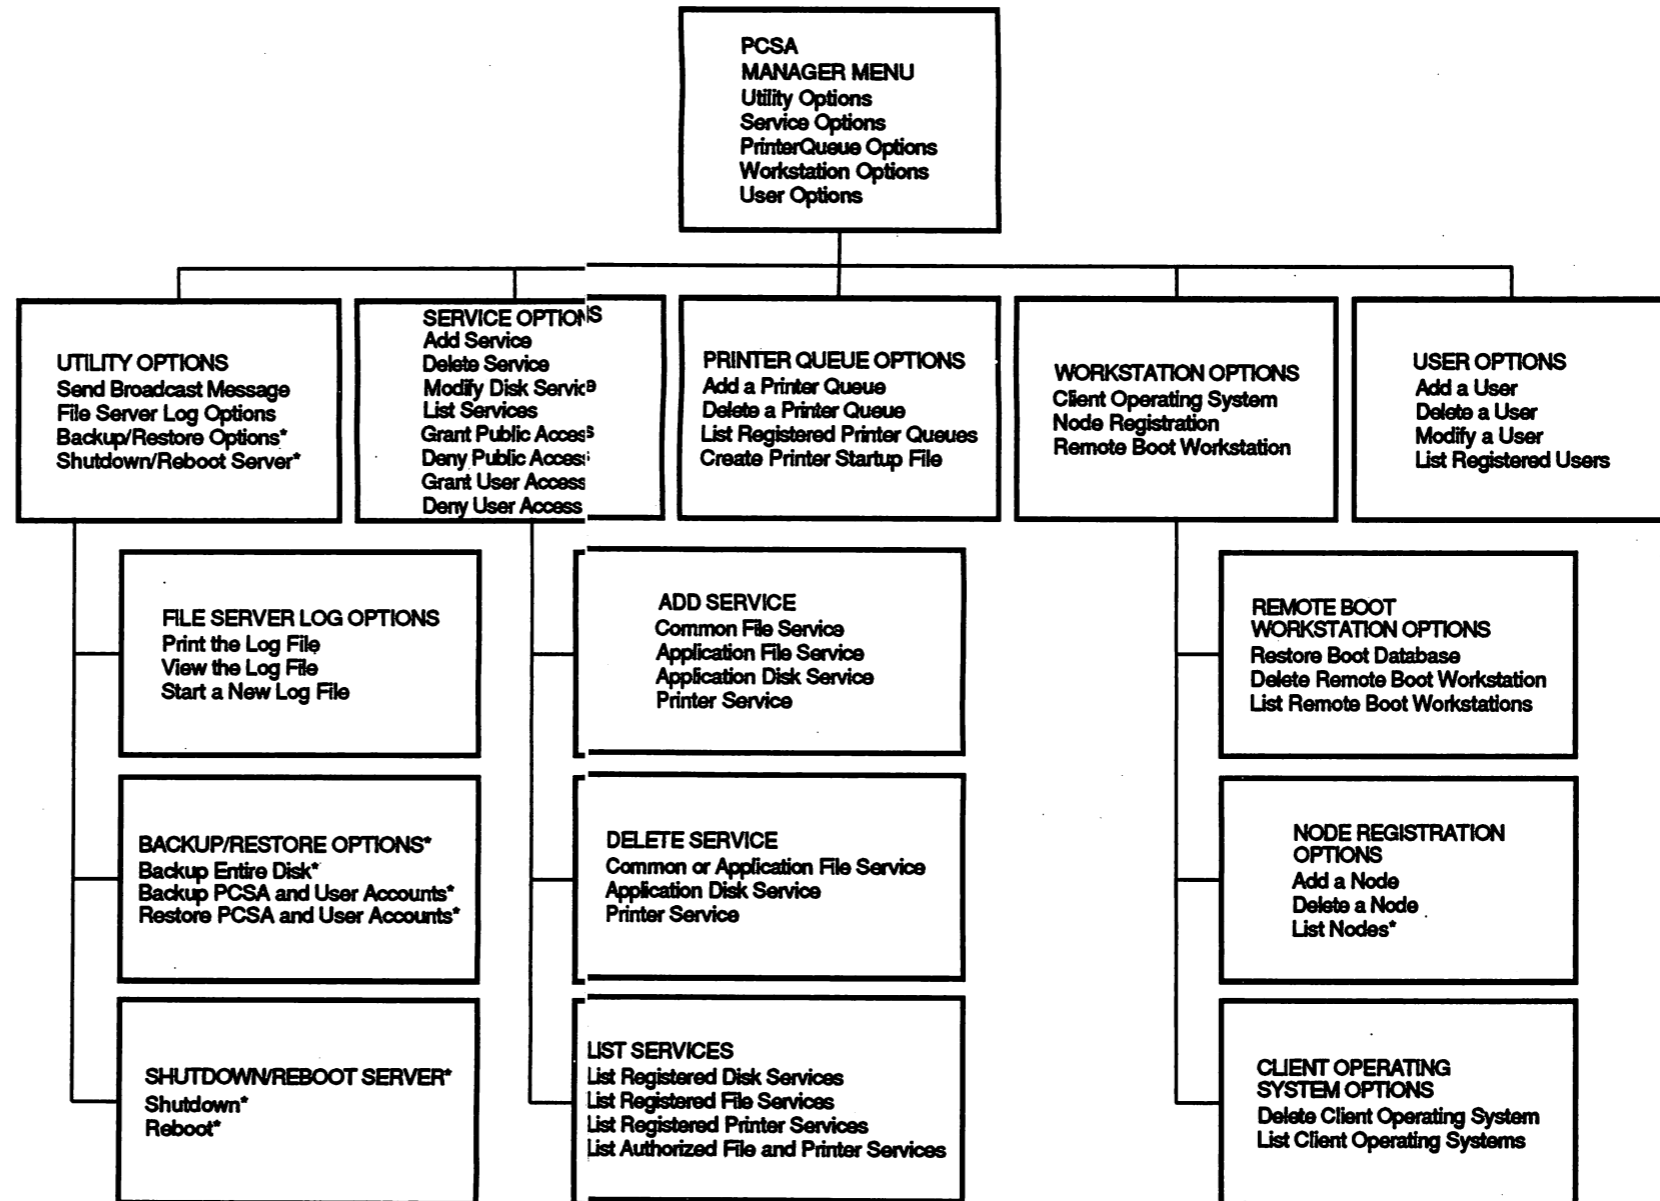 PCSA
MANAGER MENU
Utility Options
Service Options
PrinterQueue Options
Workstation Options
User Options
UTILITY OPTIONS
Send Broadcast Message
File Server Log Options
Backup/Restore Options*
Shutdown/Reboot Server*
SERVICE OPTIONS
Add Service
Delete Service
Modify Disk Service
List Services
Grant Public Access
Deny Public Access
Grant User Access
Deny User Access
PRINTER QUEUE OPTIONS
Add a Printer Queue
Delete a Printer Queue
List Registered Printer Queues
Create Printer Startup File
WORKSTATION OPTIONS
Client Operating System
Node Registration
Remote Boot Workstation
USER OPTIONS
Add a User
Delete a User
Modify a User
List Registered Users
FILE SERVER LOG OPTIONS
Print the Log File
View the Log File
Start a New Log File
BACKUP/RESTORE OPTIONS*
Backup Entire Disk*
Backup PCSA and User Accounts*
Restore PCSA and User Accounts*
SHUTDOWN/REBOOT SERVER*
Shutdown*
Reboot*
ADD SERVICE
Common File Service
Application File Service
Application Disk Service
Printer Service
DELETE SERVICE
Common or Application File Service
Application Disk Service
Printer Service
LIST SERVICES
List Registered Disk Services
List Registered File Services
List Registered Printer Services
List Authorized File and Printer Services
REMOTE BOOT
WORKSTATION OPTIONS
Restore Boot Database
Delete Remote Boot Workstation
List Remote Boot Workstations
NODE REGISTRATION
OPTIONS
Add a Node
Delete a Node
List Nodes*
CLIENT OPERATING
SYSTEM OPTIONS
Delete Client Operating System
List Client Operating Systems